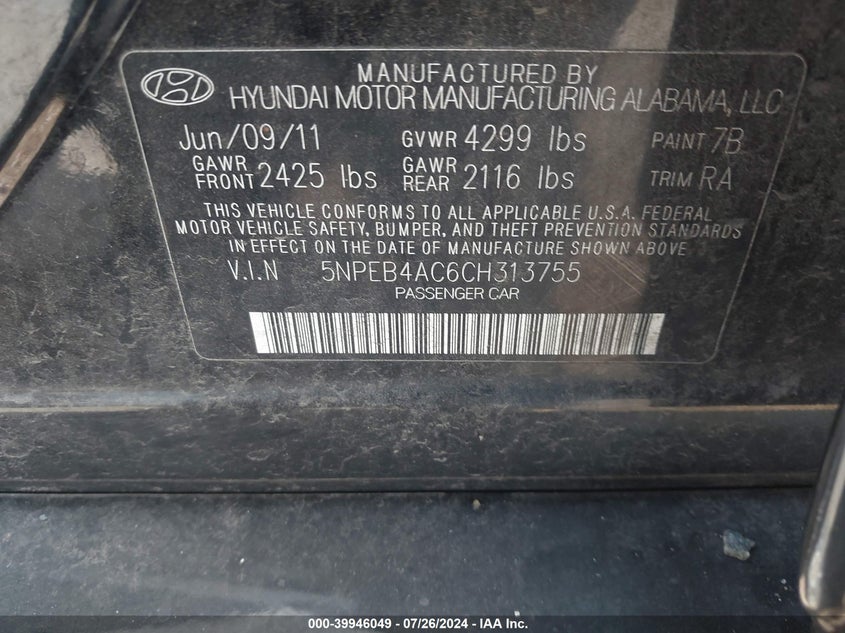 MANUFACTURED BY
HYUNDAI MOTOR MANUFACTURING ALABAMA, LLC
Jun/09/11 GVWR 4299 lbs PAINT 7B
GAWR FRONT 2425 lbs GAWR REAR 2116 lbs TRIM RA
THIS VEHICLE CONFORMS TO ALL APPLICABLE U.S.A. FEDERAL
MOTOR VEHICLE SAFETY, BUMPER, AND THEFT PREVENTION STANDARDS
IN EFFECT ON THE DATE OF MANUFACTURE SHOWN ABOVE
V.I.N 5NPEB4AC6CH313755
PASSENGER CAR
000-39946049 - 07/26/2024 - IAA Inc.